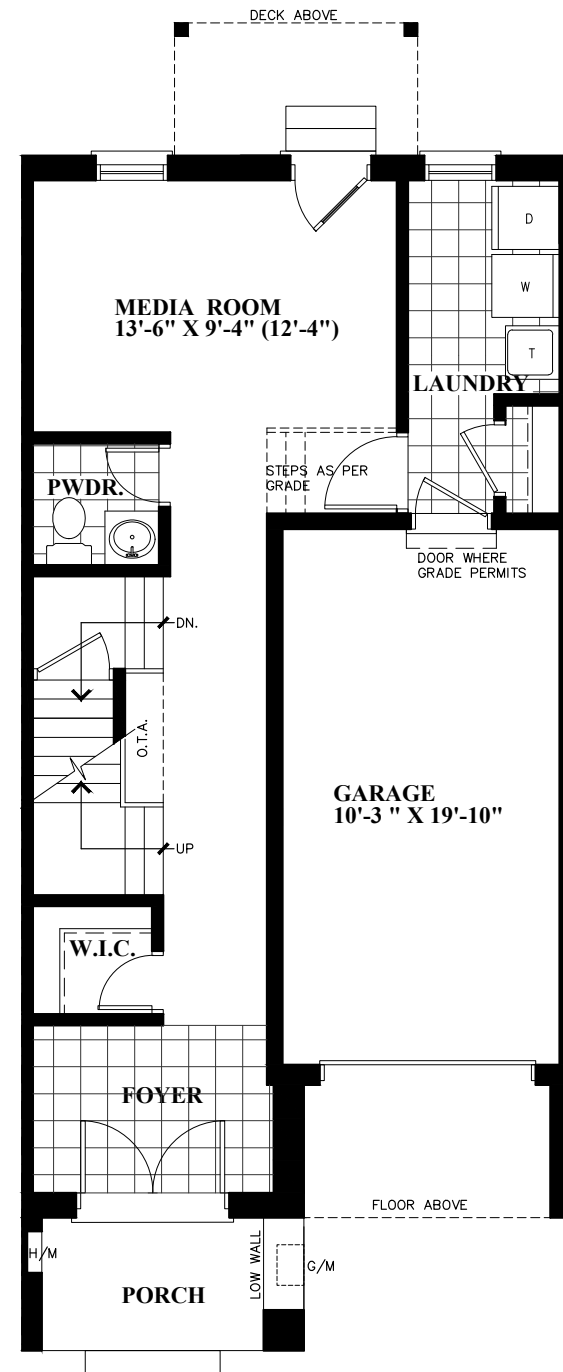 DECK ABOVE
D
W
MEDIA ROOM
13'-6" X 9'-4" (12'-4")
T
LAUNDRY
STEPS AS PER
GRADE
PWDR.
DOOR WHERE
GRADE PERMITS
DN.
O.T.A.
GARAGE
10'-3 " X 19'-10"
UP
W.I.C.
FOYER
FLOOR ABOVE
H/M
LOW WALL
G/M
PORCH